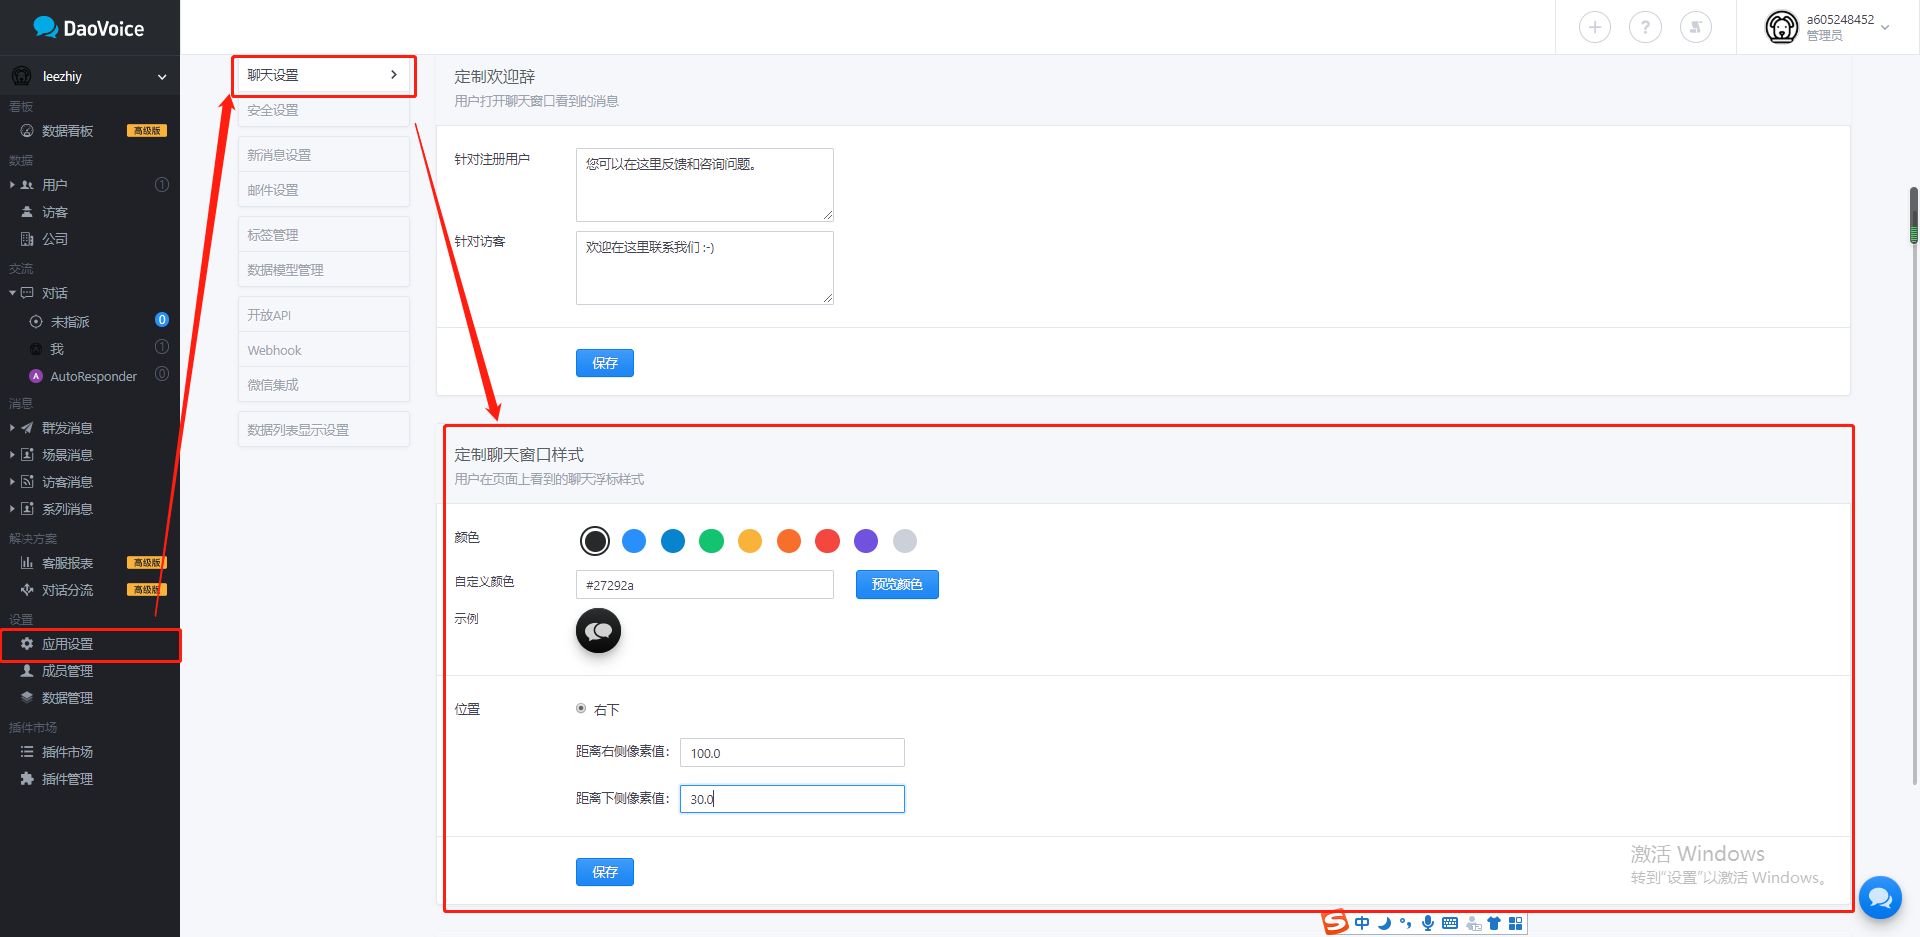 DaoVoice
a605248452
管理员
leezhiy
看板
数据看板 高级版
数据
用户 1
访客
公司
交流
对话
未指派 0
我 1
A AutoResponder 0
消息
群发消息
场景消息
访客消息
系列消息
解决方案
客服报表 高级版
对话分流 高级版
设置
应用设置
成员管理
数据管理
插件市场
插件市场
插件管理
聊天设置
安全设置
新消息设置
邮件设置
标签管理
数据模型管理
开放API
Webhook
微信集成
数据列表显示设置
定制欢迎辞
用户打开聊天窗口看到的消息
针对注册用户
您可以在这里反馈和咨询问题。
针对访客
欢迎在这里联系我们 :-)
保存
定制聊天窗口样式
用户在页面上看到的聊天浮标样式
颜色
自定义颜色
#27292a
预览颜色
示例
位置
右下
距离右侧像素值：
100.0
距离下侧像素值：
30.0
保存
激活 Windows
转到“设置”以激活 Windows。
S 中